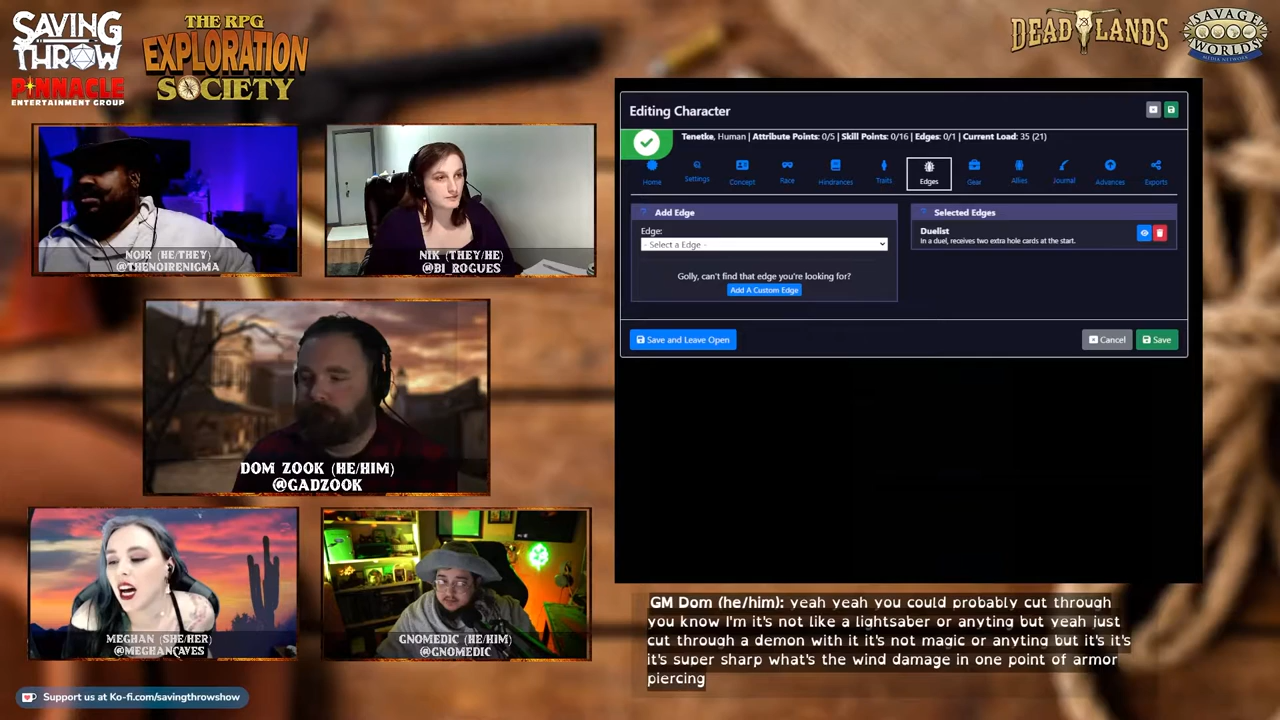 SAVING
THROW
PINNACLE
ENTERTAINMENT GROUP
THE RPG
EXPLORATION
SOCIETY
DEADLANDS
SAVAGE
WORLDS
MEDIA NETWORK
NOIR (HE/THEY)
@THENOIRENIGMA
NIK (THEY/HE)
@BI_ROGUES
DOM ZOOK (HE/HIM)
@GADZOOK
MEGHAN (SHE/HER)
@MEGHANCAVES
GNOMEDIC (HE/HIM)
@GNOMEDIC
Support us at Ko-fi.com/savingthrowshow
Editing Character
Tenetke, Human | Attribute Points: 0/5 | Skill Points: 0/16 | Edges: 0/1 | Current Load: 35 (21)
Home Settings Concept Race Hindrances Traits Edges Gear Allies Journal Advances Exports
Add Edge
Edge:
- Select a Edge -
Golly, can't find that edge you're looking for?
Add A Custom Edge
Selected Edges
Duelist
In a duel, receives two extra hole cards at the start.
Save and Leave Open
Cancel
Save
GM Dom (he/him): yeah yeah you could probably cut through
you know I'm it's not like a lightsaber or anyting but yeah just
cut through a demon with it it's not magic or anyting but it's it's
it's super sharp what's the wind damage in one point of armor
piercing